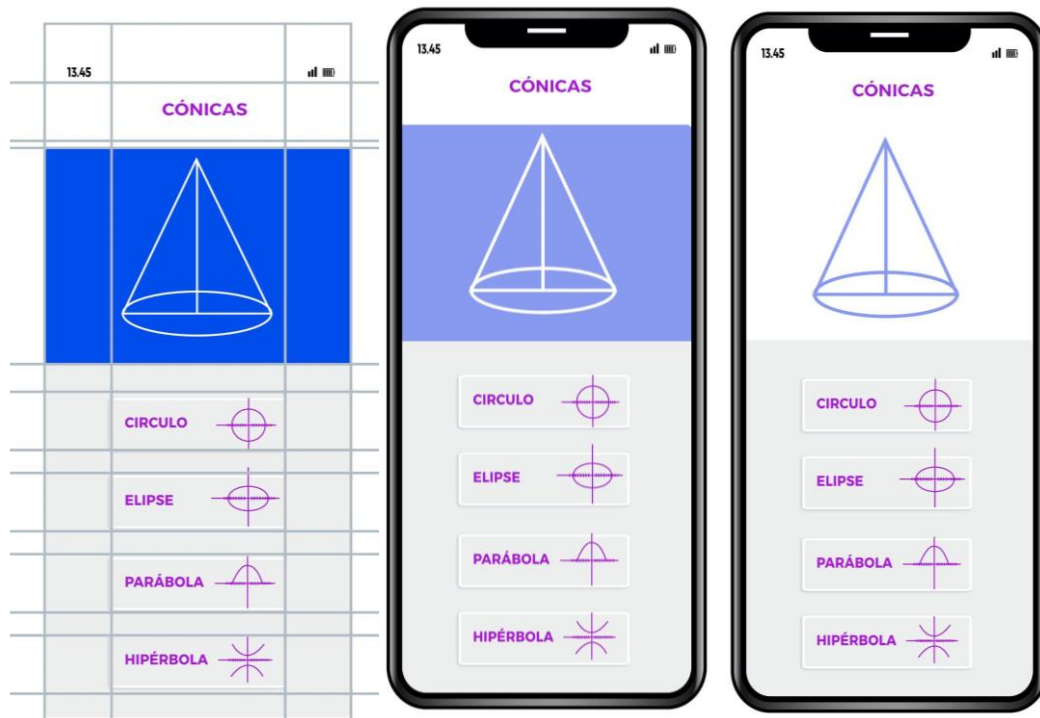 13.45
CÓNICAS
CIRCULO
ELIPSE
PARÁBOLA
HIPÉRBOLA
13.45
CÓNICAS
CIRCULO
ELIPSE
PARÁBOLA
HIPÉRBOLA
13.45
CÓNICAS
CIRCULO
ELIPSE
PARÁBOLA
HIPÉRBOLA